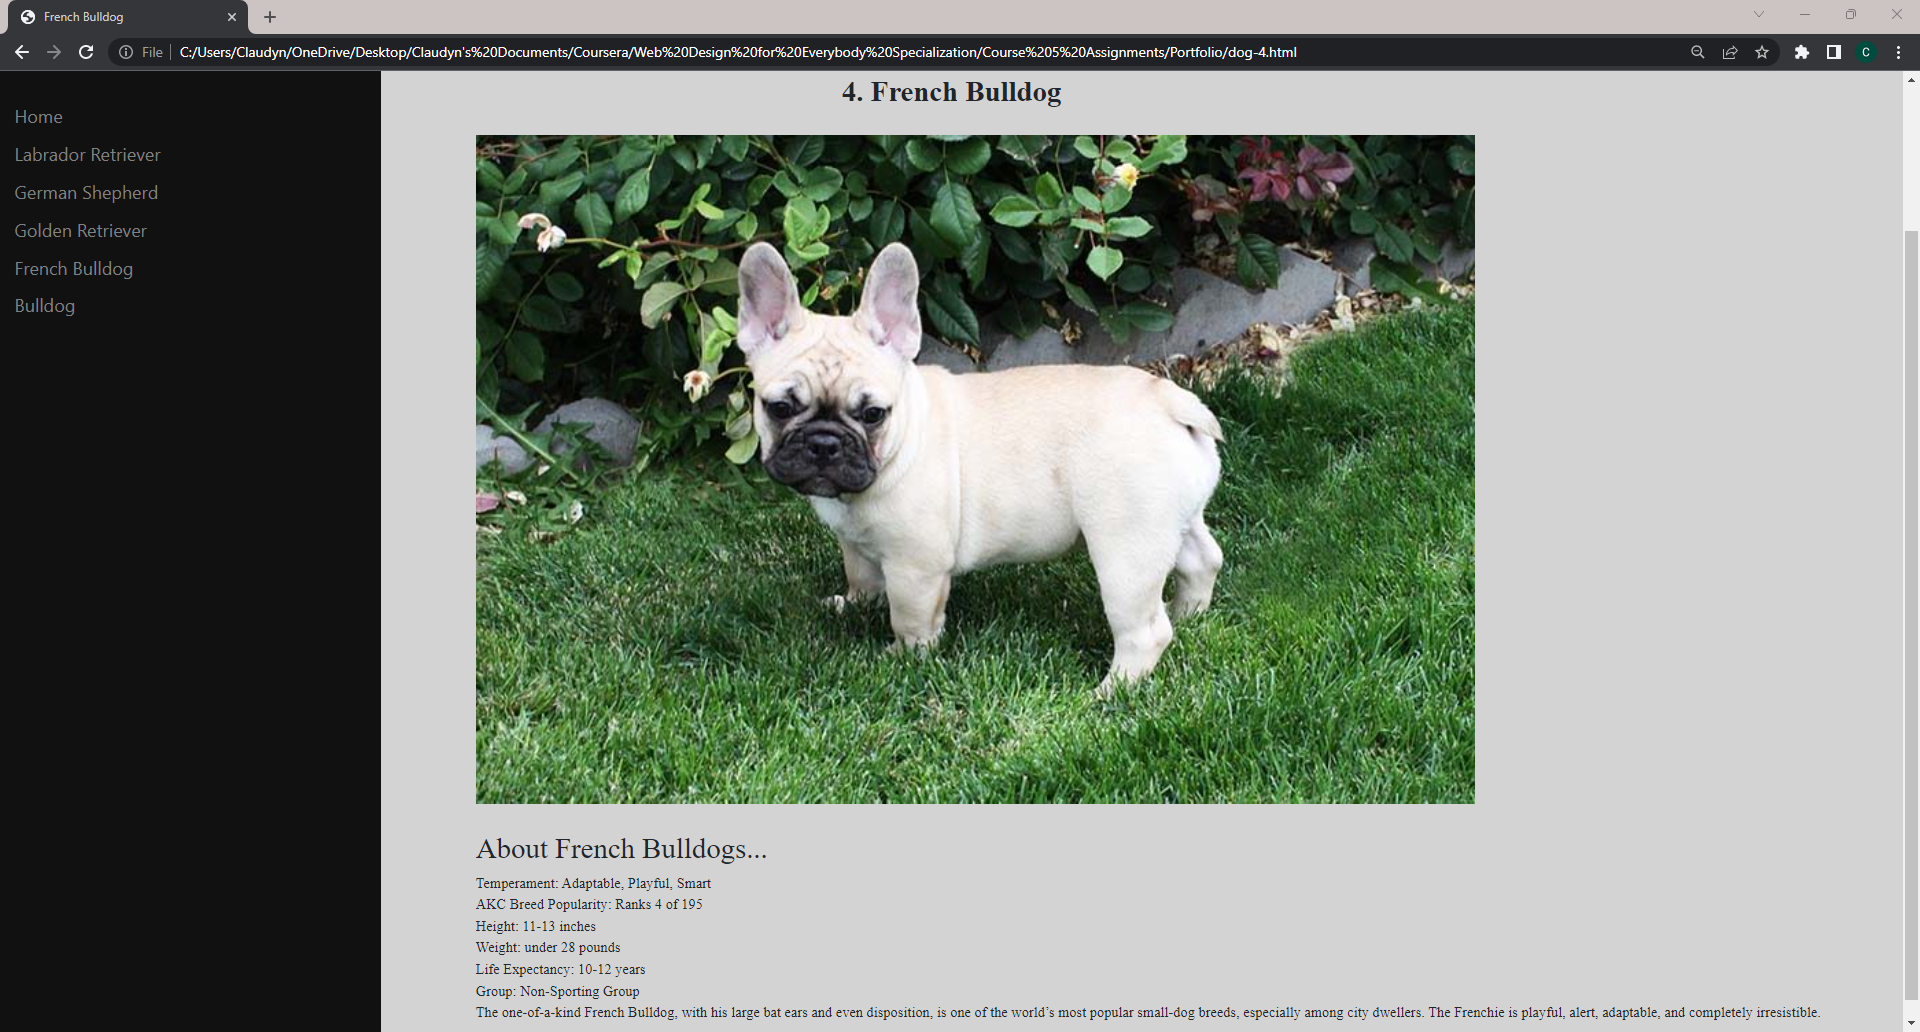 French Bulldog
File
C:/Users/Claudyn/OneDrive/Desktop/Claudyn's%20Documents/Coursera/Web%20Design%20for%20Everybody%20Specialization/Course%205%20Assignments/Portfolio/dog-4.html
C
Home
Labrador Retriever
German Shepherd
Golden Retriever
French Bulldog
Bulldog
4. French Bulldog
About French Bulldogs...
Temperament: Adaptable, Playful, Smart
AKC Breed Popularity: Ranks 4 of 195
Height: 11-13 inches
Weight: under 28 pounds
Life Expectancy: 10-12 years
Group: Non-Sporting Group
The one-of-a-kind French Bulldog, with his large bat ears and even disposition, is one of the world’s most popular small-dog breeds, especially among city dwellers. The Frenchie is playful, alert, adaptable, and completely irresistible.